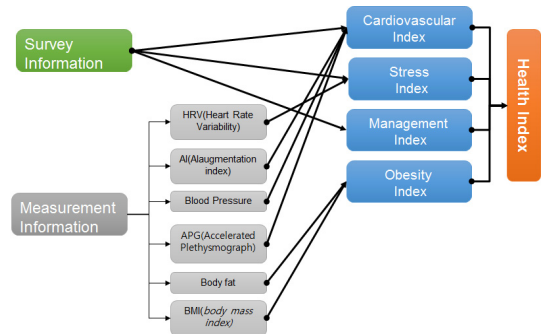 Survey
Information
Measurement
Information
HRV(Heart Rate
Variability)
AI(Alaugmentation
index)
Blood Pressure
APG(Accelerated
Plethysmograph)
Body fat
BMI(body mass
index)
Cardiovascular
Index
Stress
Index
Management
Index
Obesity
Index
Health Index